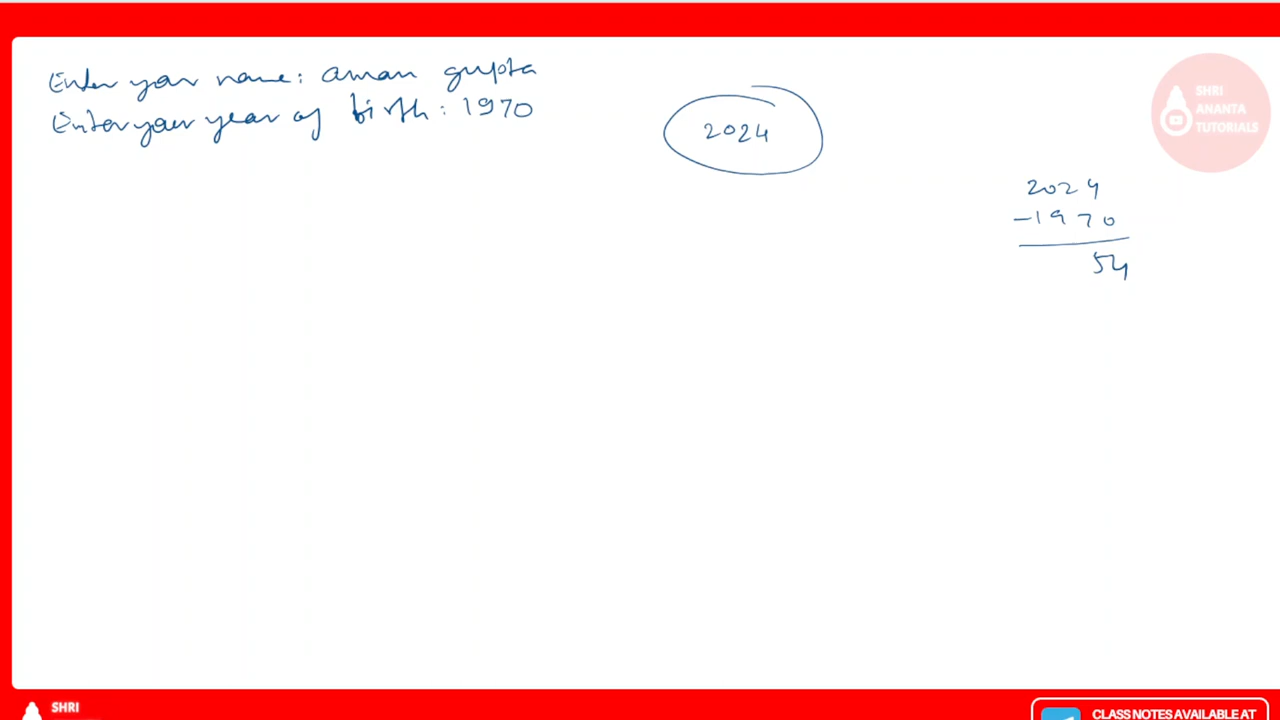 Enter your name: aman gupta
Enter your year of birth: 1970
2024
2024
-1970
54
SHRI
ANANTA
TUTORIALS
SHRI
CLASS NOTES AVAILABLE AT